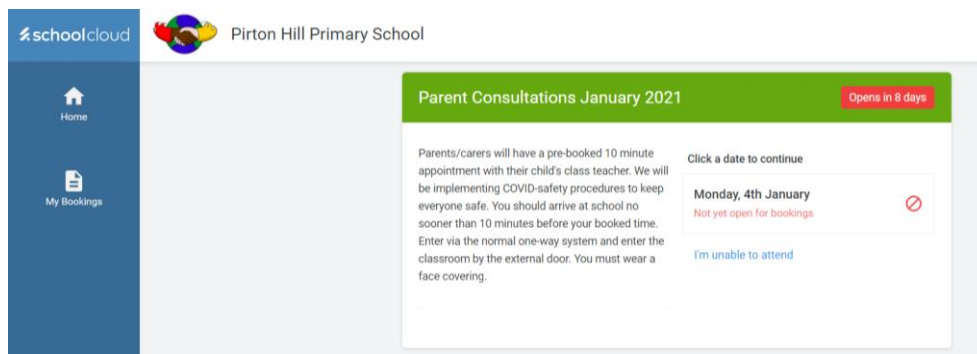 schoolcloud
Pirton Hill Primary School
Home
My Bookings
Parent Consultations January 2021
Opens in 8 days
Parents/carers will have a pre-booked 10 minute
appointment with their child's class teacher. We will
be implementing COVID-safety procedures to keep
everyone safe. You should arrive at school no
sooner than 10 minutes before your booked time.
Enter via the normal one-way system and enter the
classroom by the external door. You must wear a
face covering.
Click a date to continue
Monday, 4th January
Not yet open for bookings
I'm unable to attend